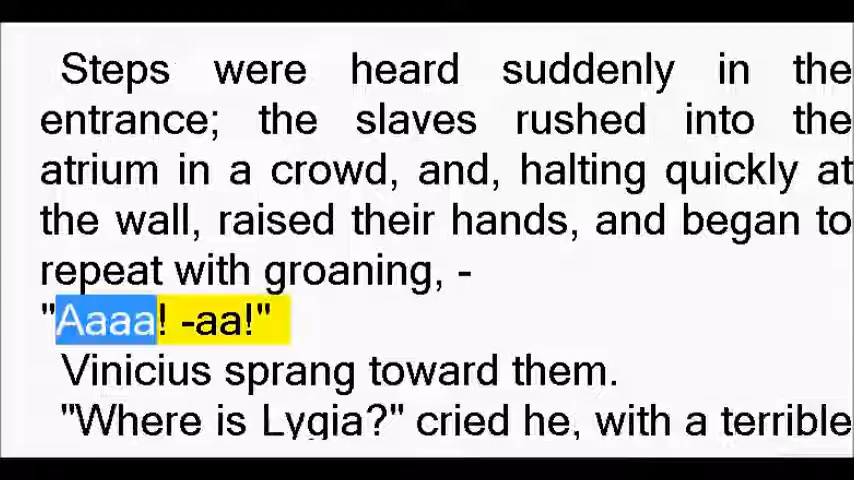 Steps were heard suddenly in the
entrance; the slaves rushed into the
atrium in a crowd, and, halting quickly at
the wall, raised their hands, and began to
repeat with groaning, -
"Aaaa! -aa!"
Vinicius sprang toward them.
"Where is Lygia?" cried he, with a terrible